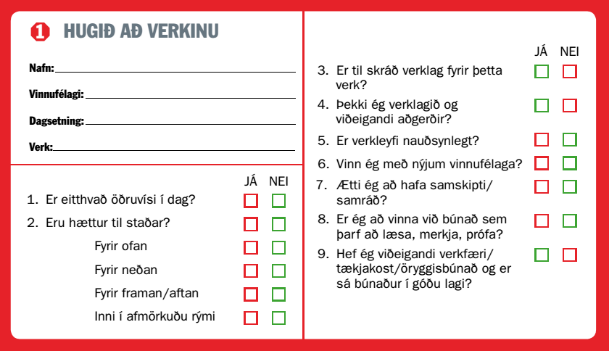 1 HUGIÐ AÐ VERKINU
Nafn:
Vinnufélagi:
Dagsetning:
Verk:
JÁ NEI
1. Er eitthvað öðruvísi í dag?
2. Eru hættur til staðar?
Fyrir ofan
Fyrir neðan
Fyrir framan/aftan
Inni í afmörkuðu rými
JÁ NEI
3. Er til skráð verklag fyrir þetta
verk?
4. Þekki ég verklagið og
viðeigandi aðgerðir?
5. Er verkleyfi nauðsynlegt?
6. Vinn ég með nýjum vinnufélaga?
7. Ætti ég að hafa samskipti/
samráð?
8. Er ég að vinna við búnað sem
þarf að læsa, merkja, prófa?
9. Hef ég viðeigandi verkfæri/
tækjakost/öryggisbúnað og er
sá búnaður í góðu lagi?